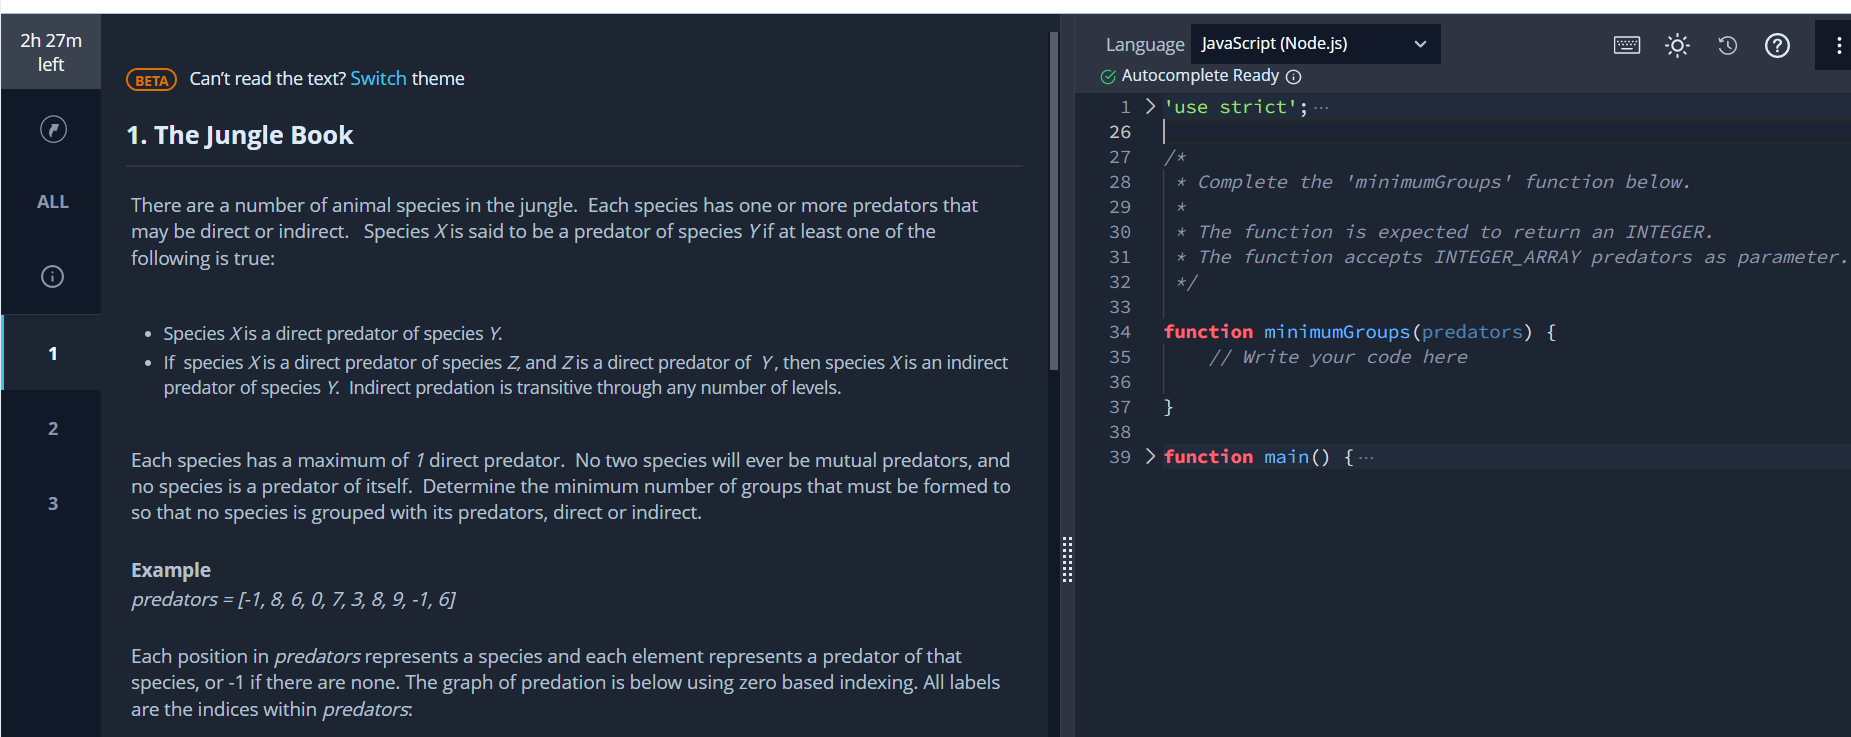 2h 27m
left
ALL
1
2
3
BETA Can't read the text? Switch theme
1. The Jungle Book
There are a number of animal species in the jungle. Each species has one or more predators that
may be direct or indirect. Species X is said to be a predator of species Y if at least one of the
following is true:
• Species X is a direct predator of species Y.
• If species X is a direct predator of species Z, and Z is a direct predator of Y, then species X is an indirect
predator of species Y. Indirect predation is transitive through any number of levels.
Each species has a maximum of 1 direct predator. No two species will ever be mutual predators, and
no species is a predator of itself. Determine the minimum number of groups that must be formed to
so that no species is grouped with its predators, direct or indirect.
Example
predators = [-1, 8, 6, 0, 7, 3, 8, 9, -1, 6]
Each position in predators represents a species and each element represents a predator of that
species, or -1 if there are none. The graph of predation is below using zero based indexing. All labels
are the indices within predators:
Language JavaScript (Node.js)
Autocomplete Ready
1 'use strict'; ...
26
27 /*
28 * Complete the 'minimumGroups' function below.
29 *
30 * The function is expected to return an INTEGER.
31 * The function accepts INTEGER_ARRAY predators as parameter.
32 */
33
34 function minimumGroups(predators) {
35 // Write your code here
36
37 }
38
39 function main() { ...